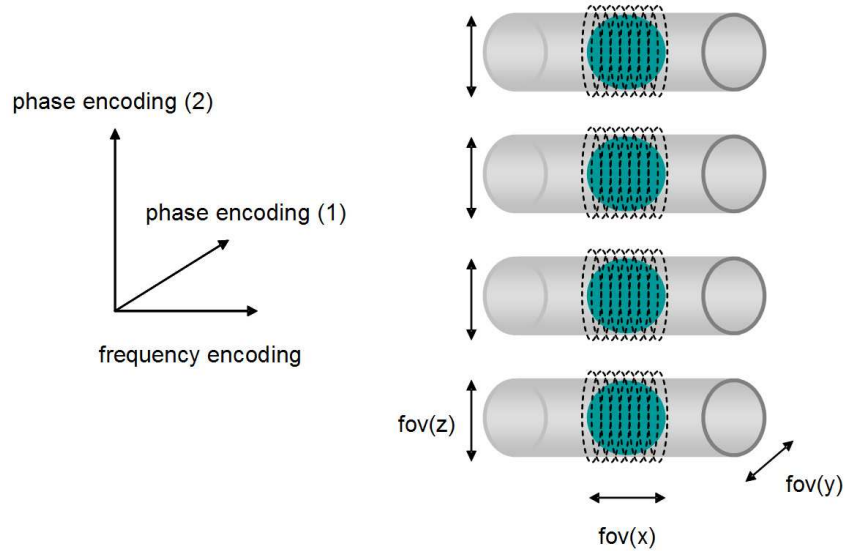 phase encoding (2)
phase encoding (1)
frequency encoding
fov(z)
fov(y)
fov(x)